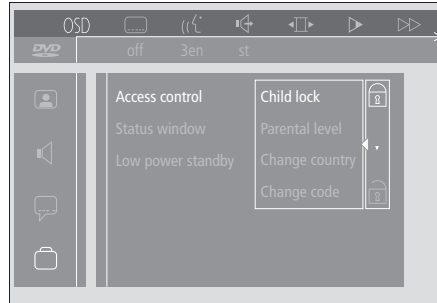 OSD
DVD off 3en st
Access control Child lock
Status window Parental level
Low power standby Change country
Change code